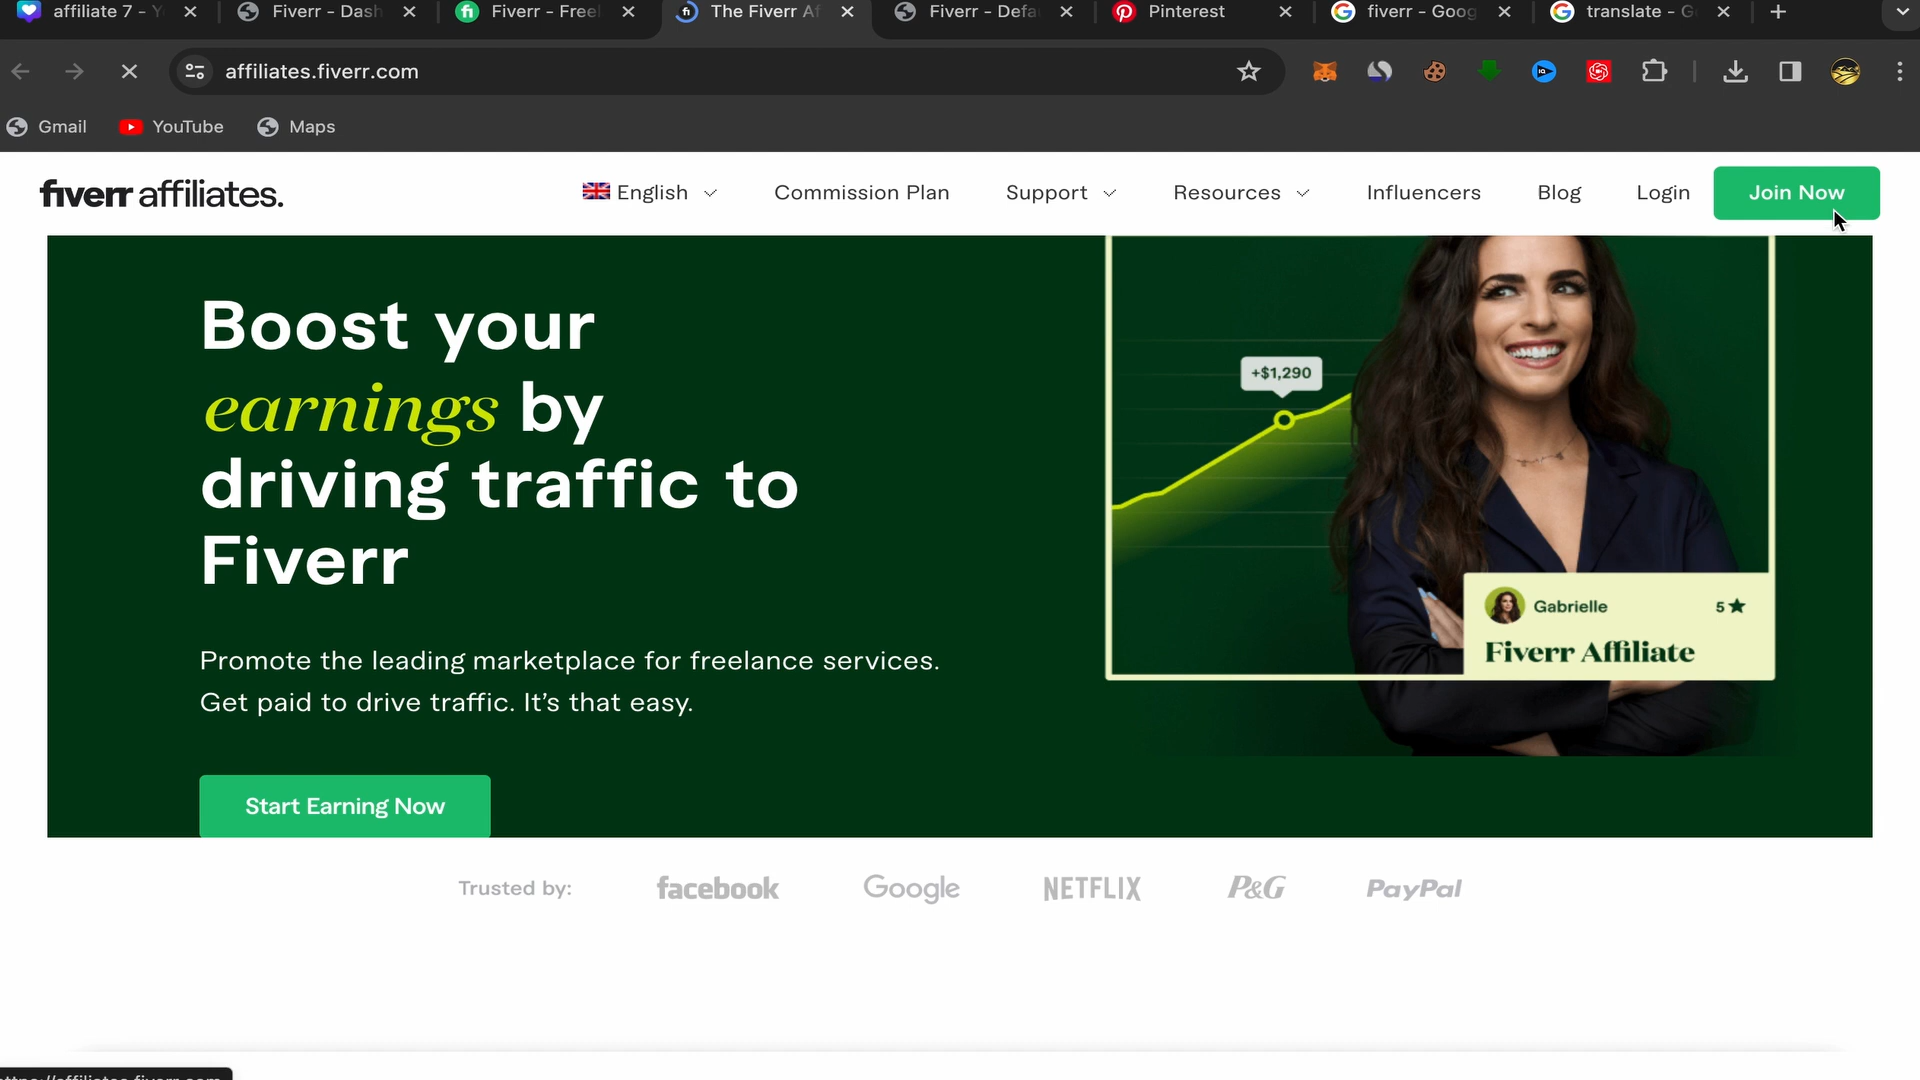 affiliate 7 -
Fiverr - Dash
Fiverr - Free
The Fiverr Af
Fiverr - Defa
Pinterest
fiverr - Goog
translate - G
affiliates.fiverr.com
Gmail
YouTube
Maps
fiverr affiliates.
English
Commission Plan
Support
Resources
Influencers
Blog
Login
Join Now
Boost your
earnings by
driving traffic to
Fiverr
Promote the leading marketplace for freelance services.
Get paid to drive traffic. It’s that easy.
Start Earning Now
+$1,290
Gabrielle
5★
Fiverr Affiliate
Trusted by:
facebook
Google
NETFLIX
P&G
PayPal